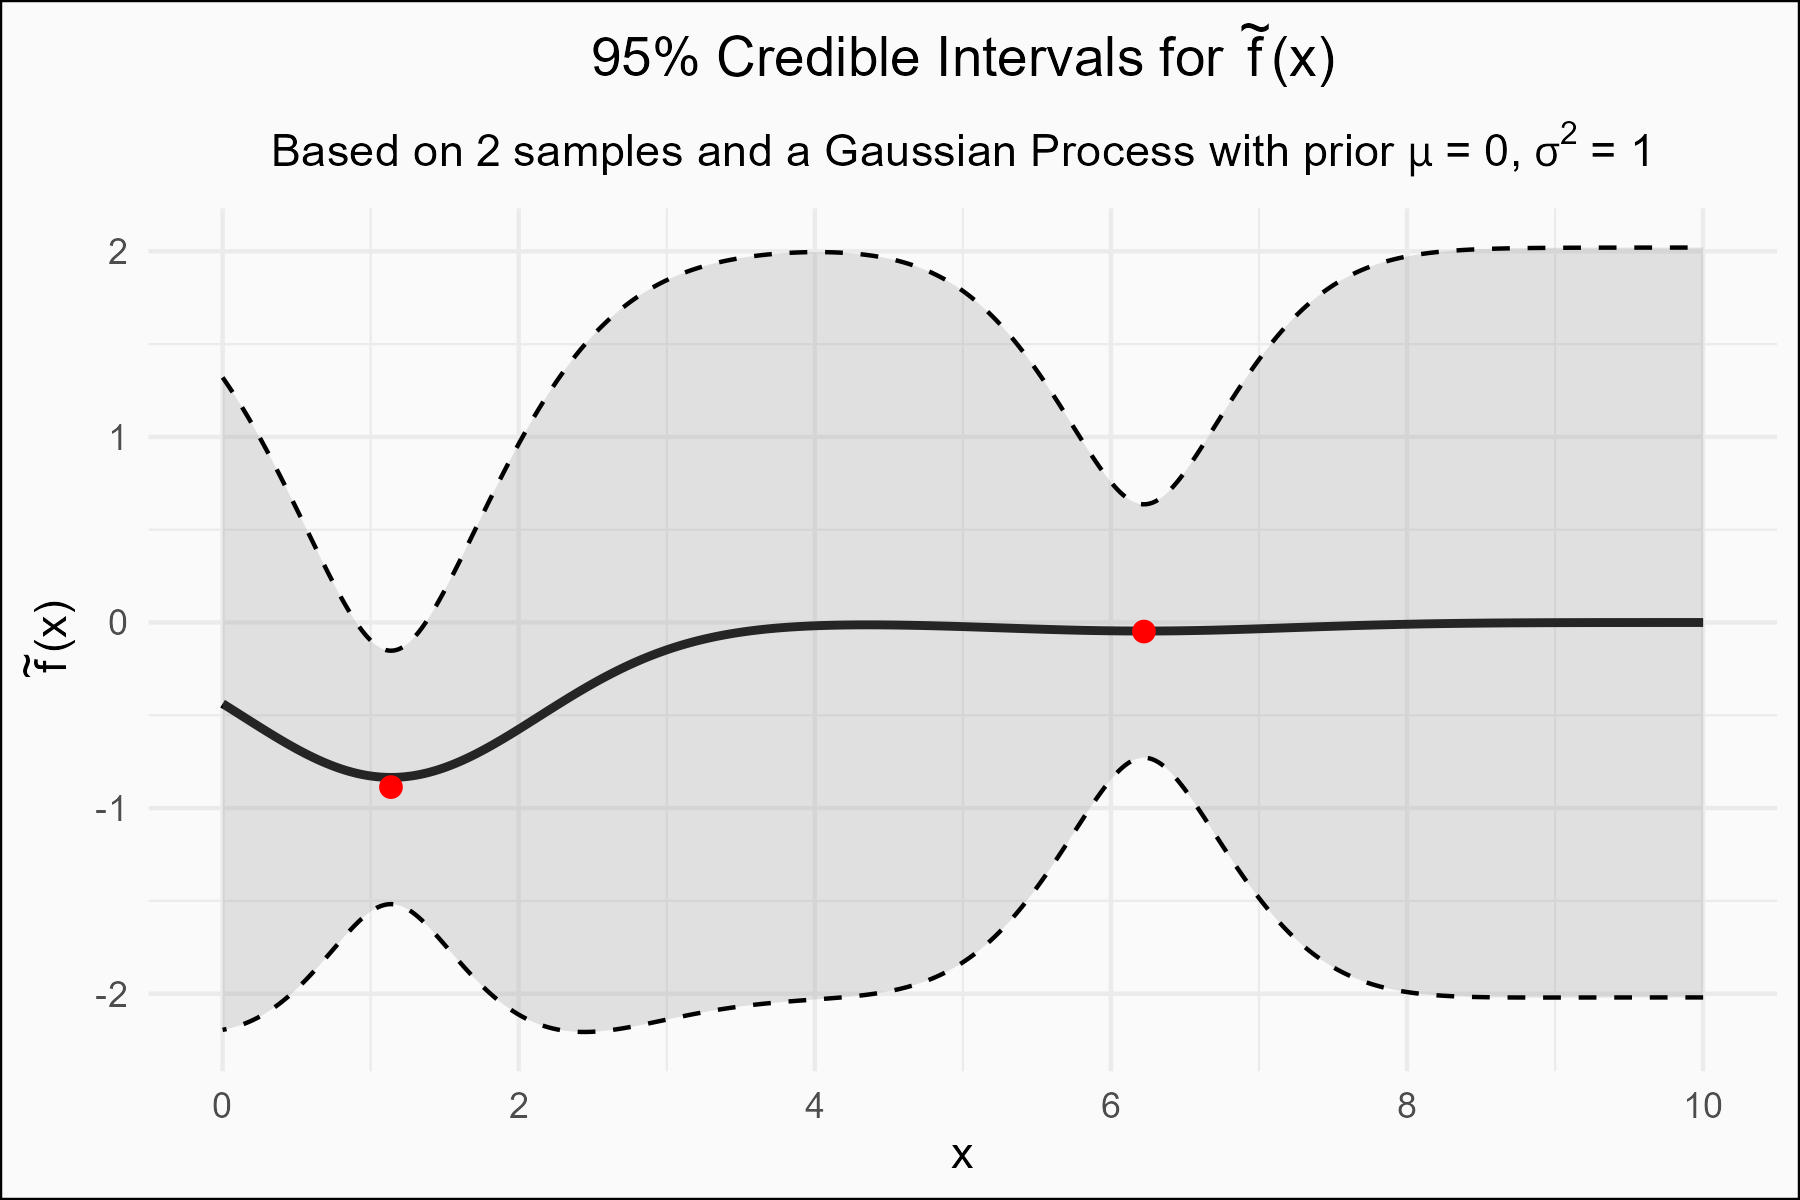 95% Credible Intervals for f̃(x)
Based on 2 samples and a Gaussian Process with prior μ = 0, σ² = 1
f̃(x)
2
1
0
-1
-2
0 2 4 6 8 10
x